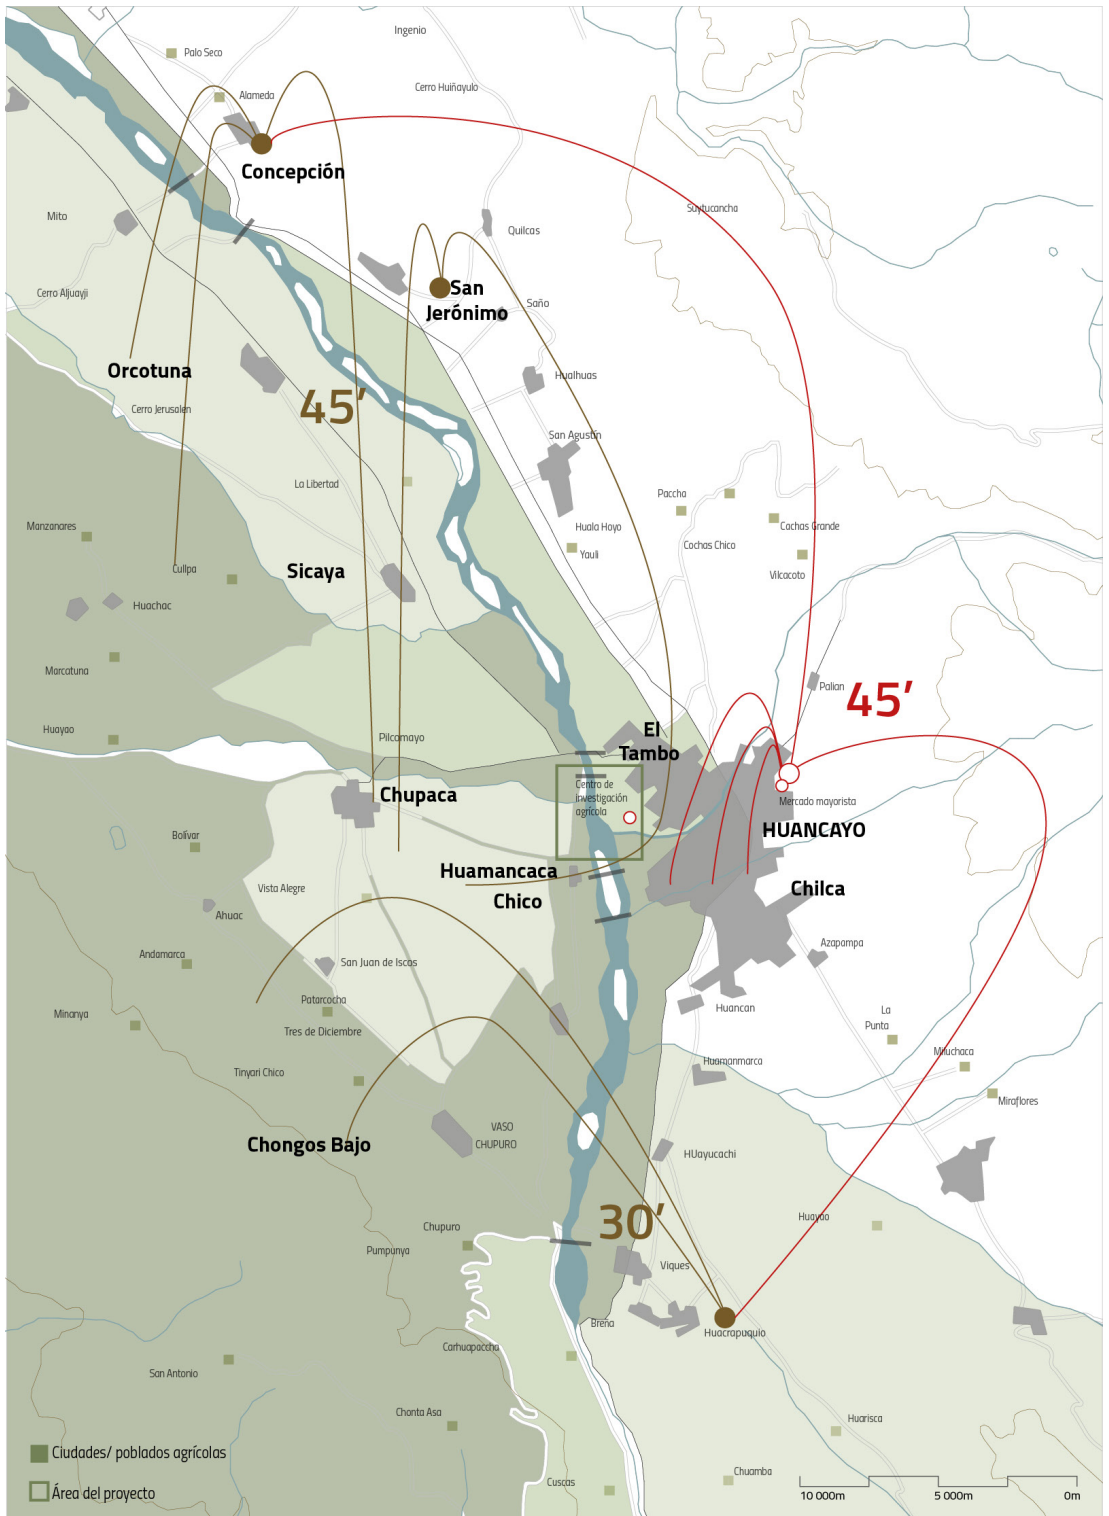 Ingenio
Palo Seco
Cerro Huiñayulo
Alameda
Concepción
Mito
Suytucancha
Quilcas
San
Jerónimo
Cerro Aljuayji
Saño
Orcotuna
Hualhuas
45’
Cerro Jerusalen
San Agustín
La Libertad
Paccha
Manzanares
Huala Hoyo
Cochas Grande
Yauli
Cochas Chico
Cullpa
Sicaya
Vilcacoto
Huachac
Marcatuna
Palian
45’
Huayao
Pilcomayo
El
Tambo
Centro de
investigación
agrícola
Chupaca
Mercado mayorista
HUANCAYO
Bolívar
Huamancaca
Chico
Vista Alegre
Chilca
Ahuac
Azapampa
Andamarca
San Juan de Iscos
Patarcocha
Minanya
Huancan
La
Punta
Tres de Diciembre
Miluchaca
Huamanmarca
Tinyari Chico
Miraflores
VASO
CHUPURO
Chongos Bajo
HUayucachi
30’
Huayao
Chupuro
Pumpunya
Viques
Breña
Huacrapuquio
Carhuapaccha
San Antonio
Chonta Asa
Huarisca
Ciudades/ poblados agrícolas
Chuamba
Cuscas
Área del proyecto
10 000m
5 000m
0m